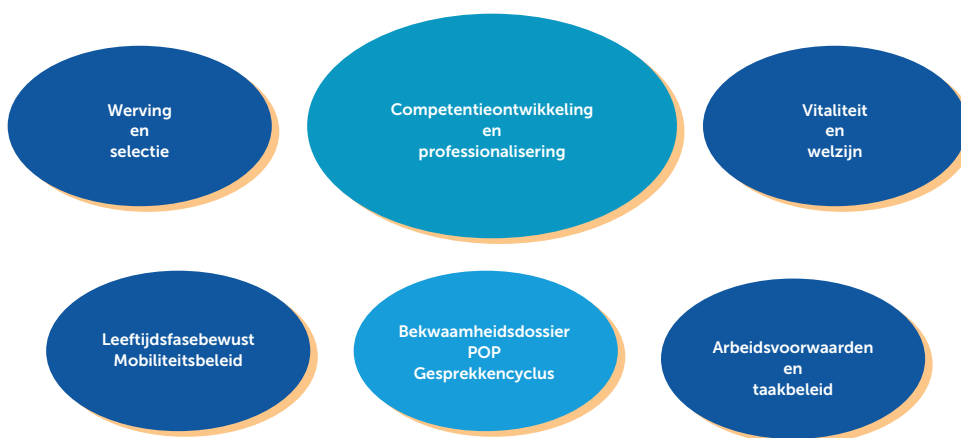 Werving
en
selectie
Competentieontwikkeling
en
professionalisering
Vitaliteit
en
welzijn
Leeftijdsfasebewust
Mobiliteitsbeleid
Bekwaamheidsdossier
POP
Gesprekkencyclus
Arbeidsvoorwaarden
en
taakbeleid